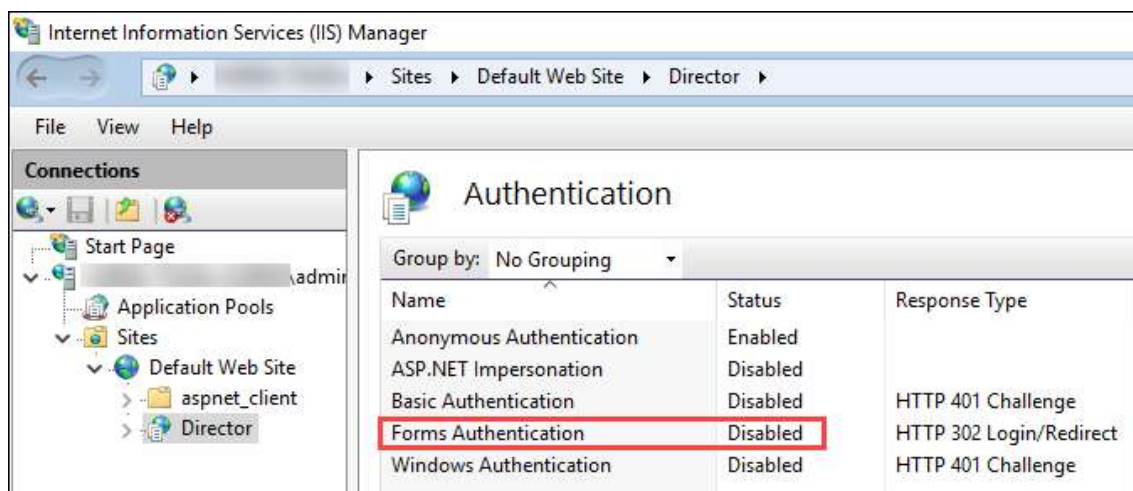 Internet Information Services (IIS) Manager
Sites Default Web Site Director
File View Help
Connections
Authentication
Start Page
Group by: No Grouping
\admin
Name Status Response Type
Application Pools
Sites
Anonymous Authentication Enabled
Default Web Site
ASP.NET Impersonation Disabled
aspnet_client
Basic Authentication Disabled HTTP 401 Challenge
Director
Forms Authentication Disabled HTTP 302 Login/Redirect
Windows Authentication Disabled HTTP 401 Challenge